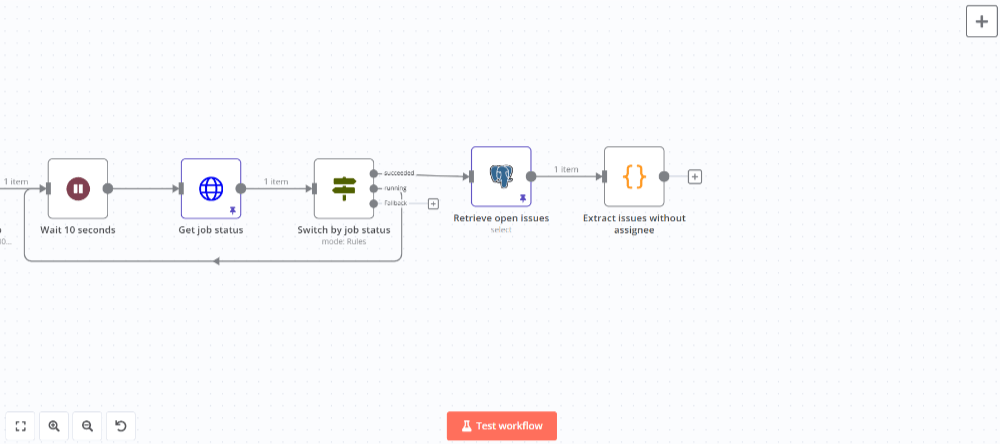 1 item
Wait 10 seconds
Get job status
1 item
Switch by job status
mode: Rules
succeeded
running
fallback
Retrieve open issues
select
1 item
Extract issues without
assignee
Test workflow